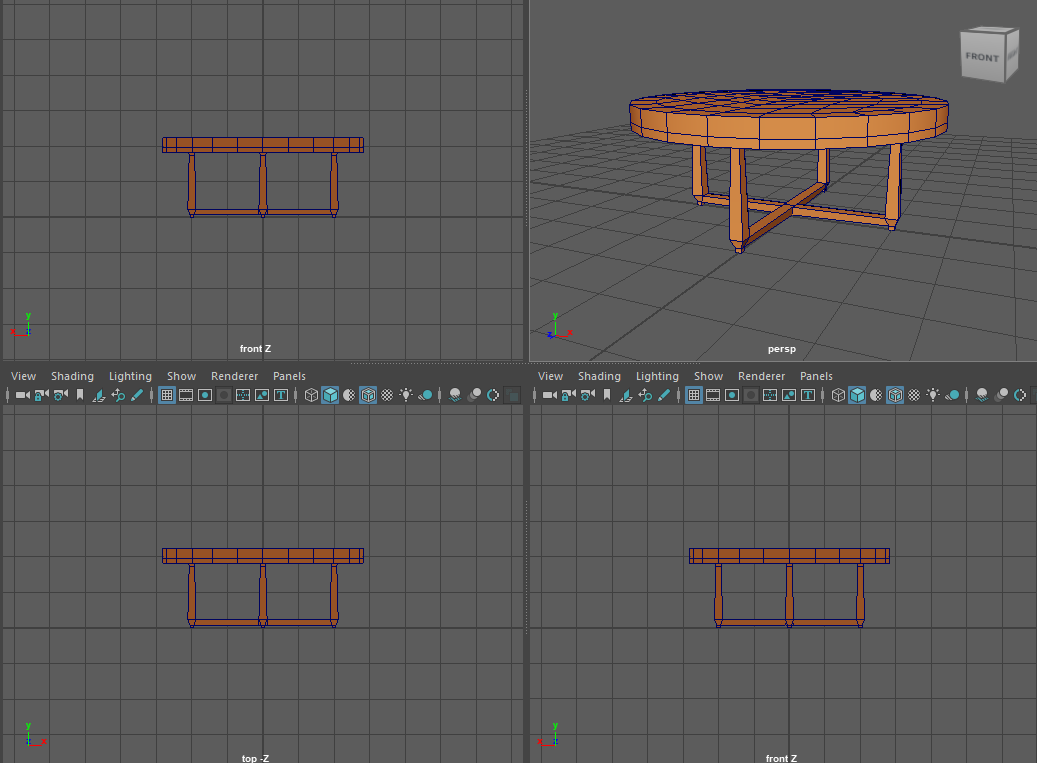 FRONT
y
x
z
front Z
y
z
x
persp
View Shading Lighting Show Renderer Panels
View Shading Lighting Show Renderer Panels
y
x
top -Z
y
x
z
front Z